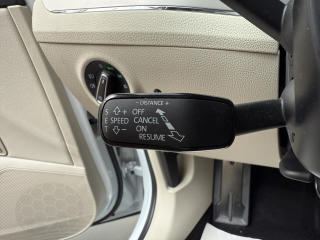 - DISTANCE +
S + OFF
E SPEED CANCEL
T - ON
RESUME